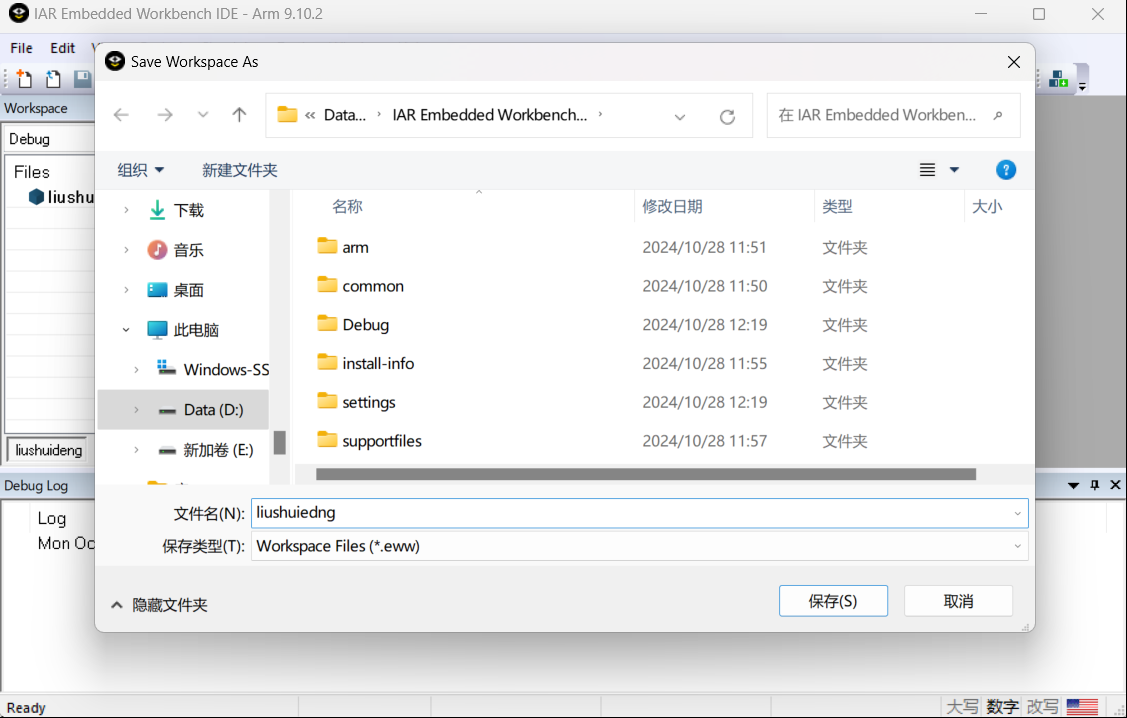 IAR Embedded Workbench IDE - Arm 9.10.2
File Edit
Save Workspace As
Workspace
« Data... › IAR Embedded Workbench... ›
在 IAR Embedded Workben...
Debug
组织 新建文件夹
Files
liushu
下载
音乐
桌面
此电脑
Windows-SS
Data (D:)
新加卷 (E:)
名称 修改日期 类型 大小
arm 2024/10/28 11:51 文件夹
common 2024/10/28 11:50 文件夹
Debug 2024/10/28 12:19 文件夹
install-info 2024/10/28 11:55 文件夹
settings 2024/10/28 12:19 文件夹
supportfiles 2024/10/28 11:57 文件夹
liushuideng
Debug Log
Log
Mon Oc
文件名(N): liushuiedng
保存类型(T): Workspace Files (*.eww)
隐藏文件夹
保存(S) 取消
Ready
大写 数字 改写